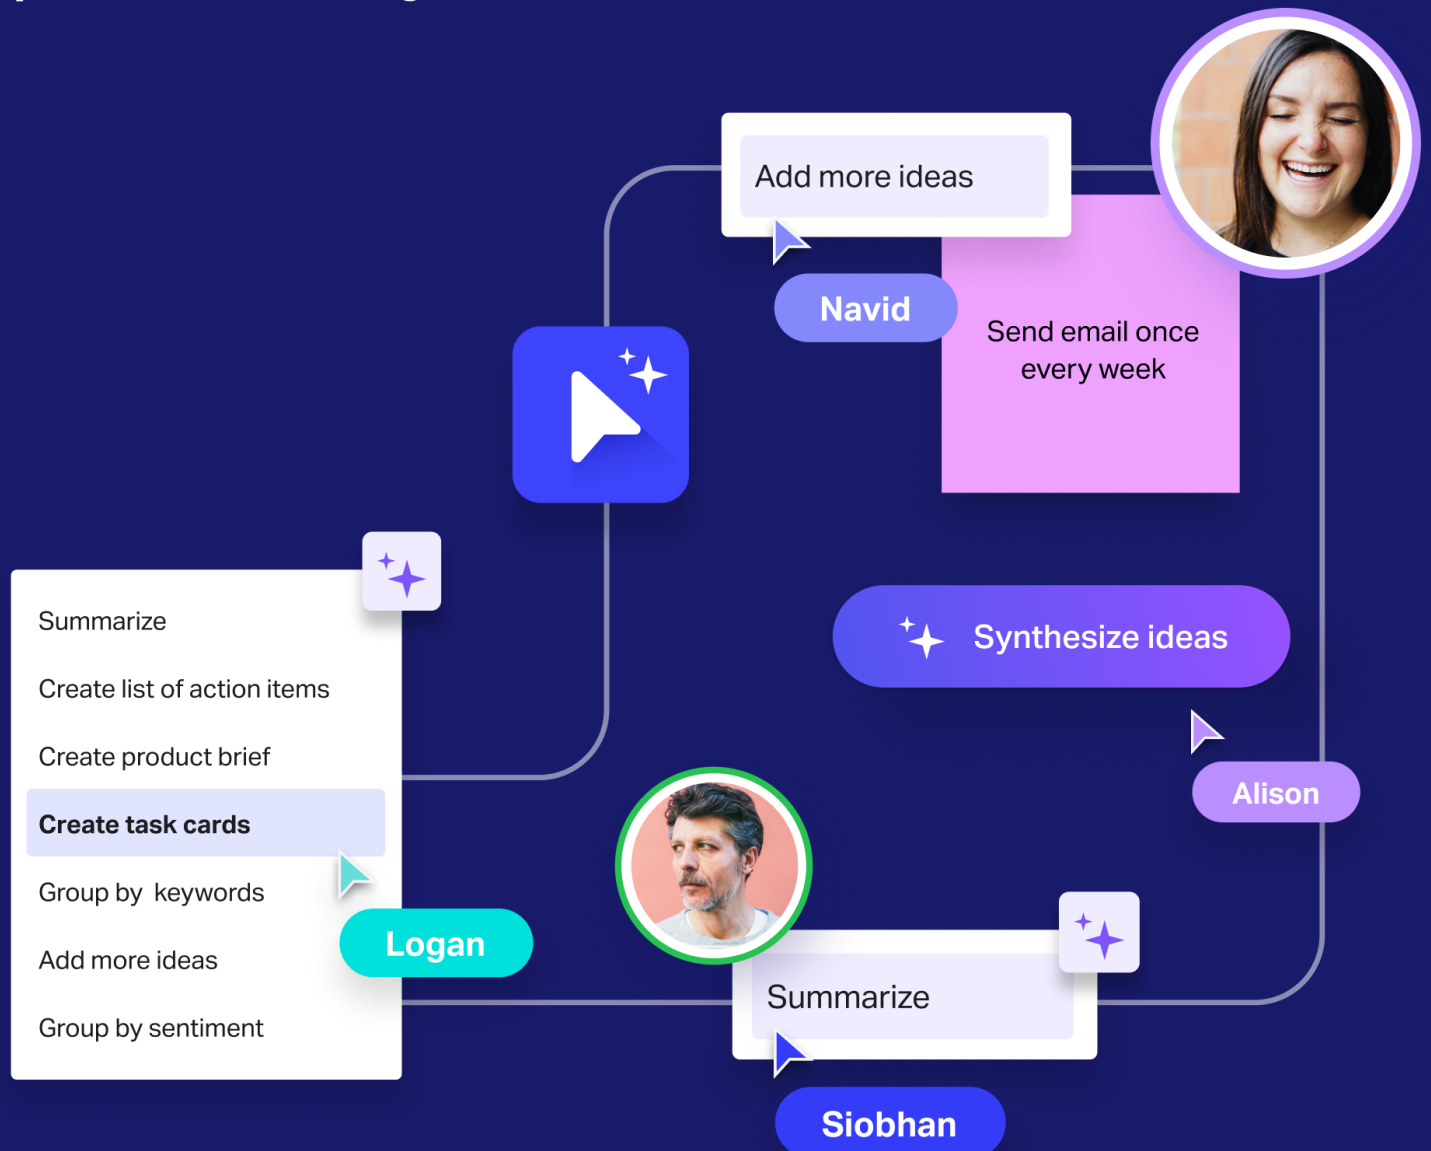 Add more ideas
Navid
Send email once
every week
Synthesize ideas
Alison
Summarize
Create list of action items
Create product brief
Create task cards
Group by  keywords
Add more ideas
Group by sentiment
Logan
Summarize
Siobhan